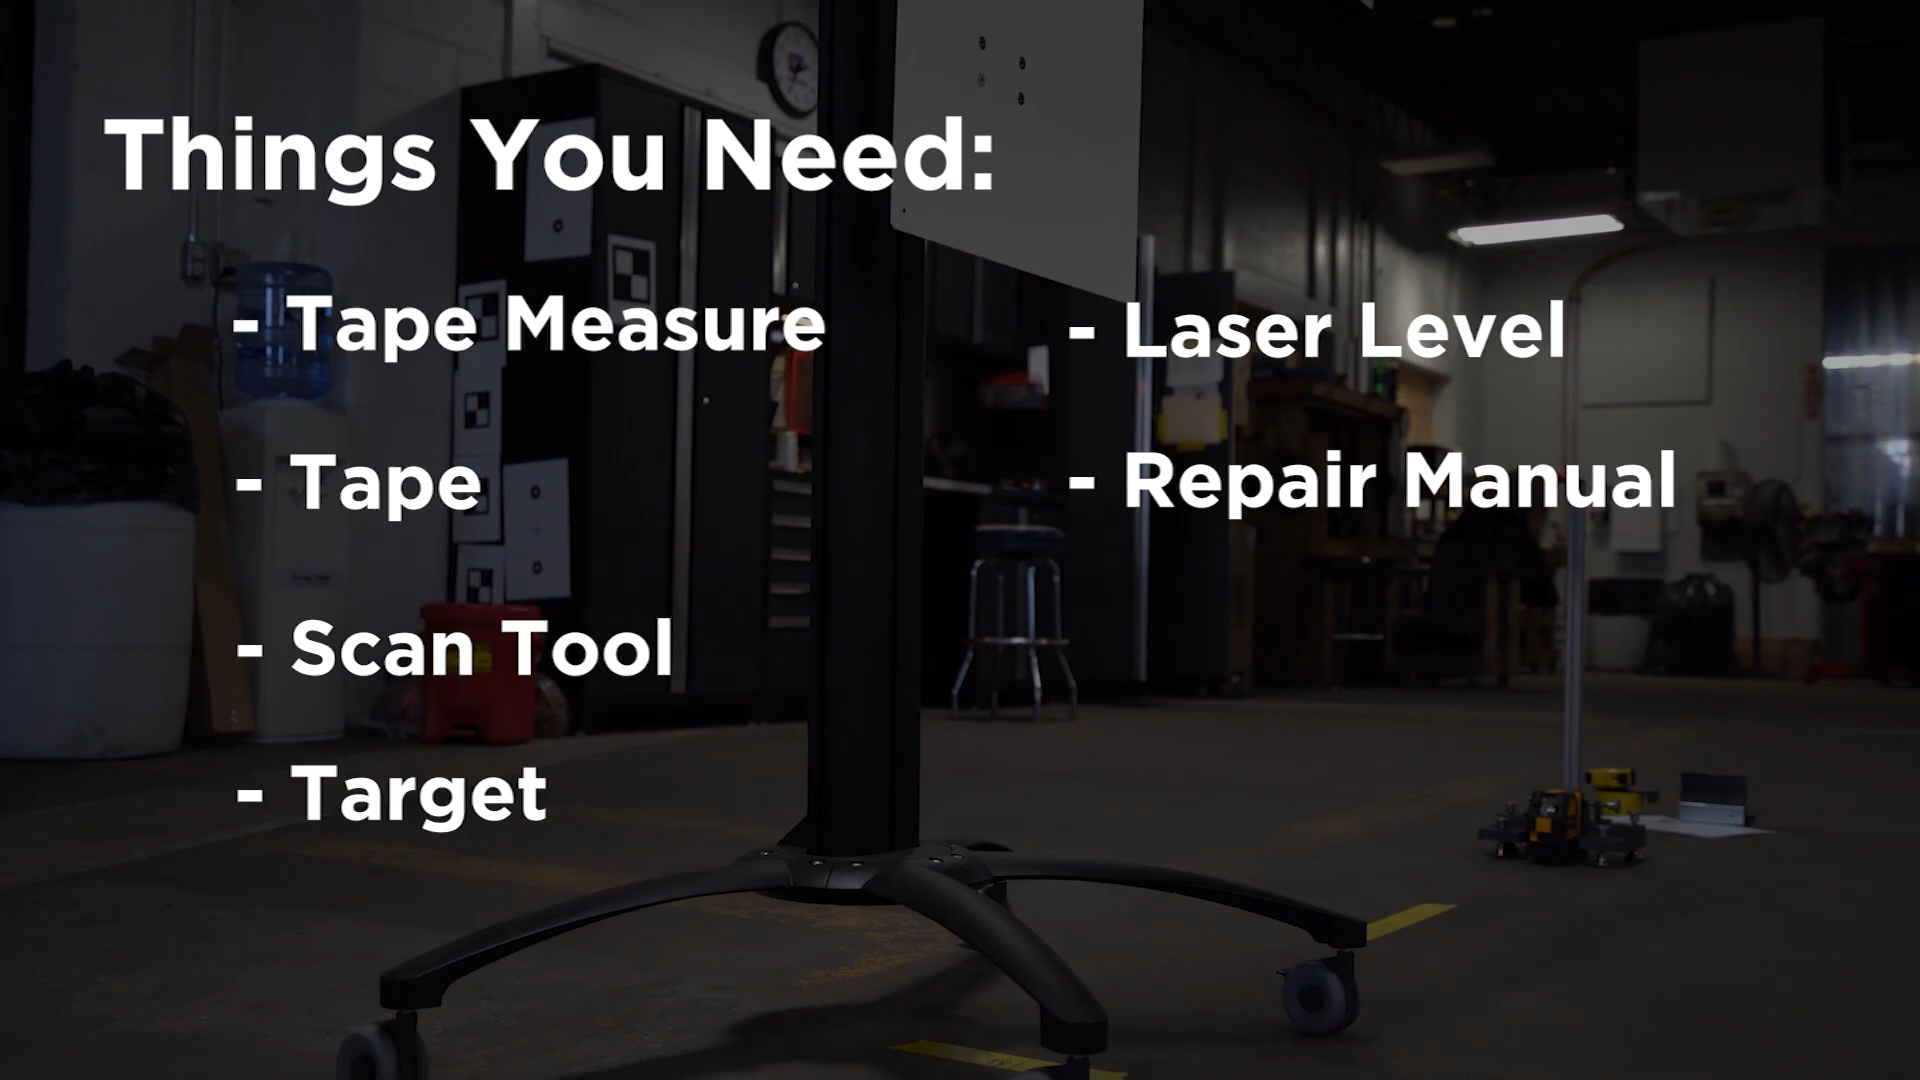 Things You Need:
- Tape Measure
- Tape
- Scan Tool
- Target
- Laser Level
- Repair Manual